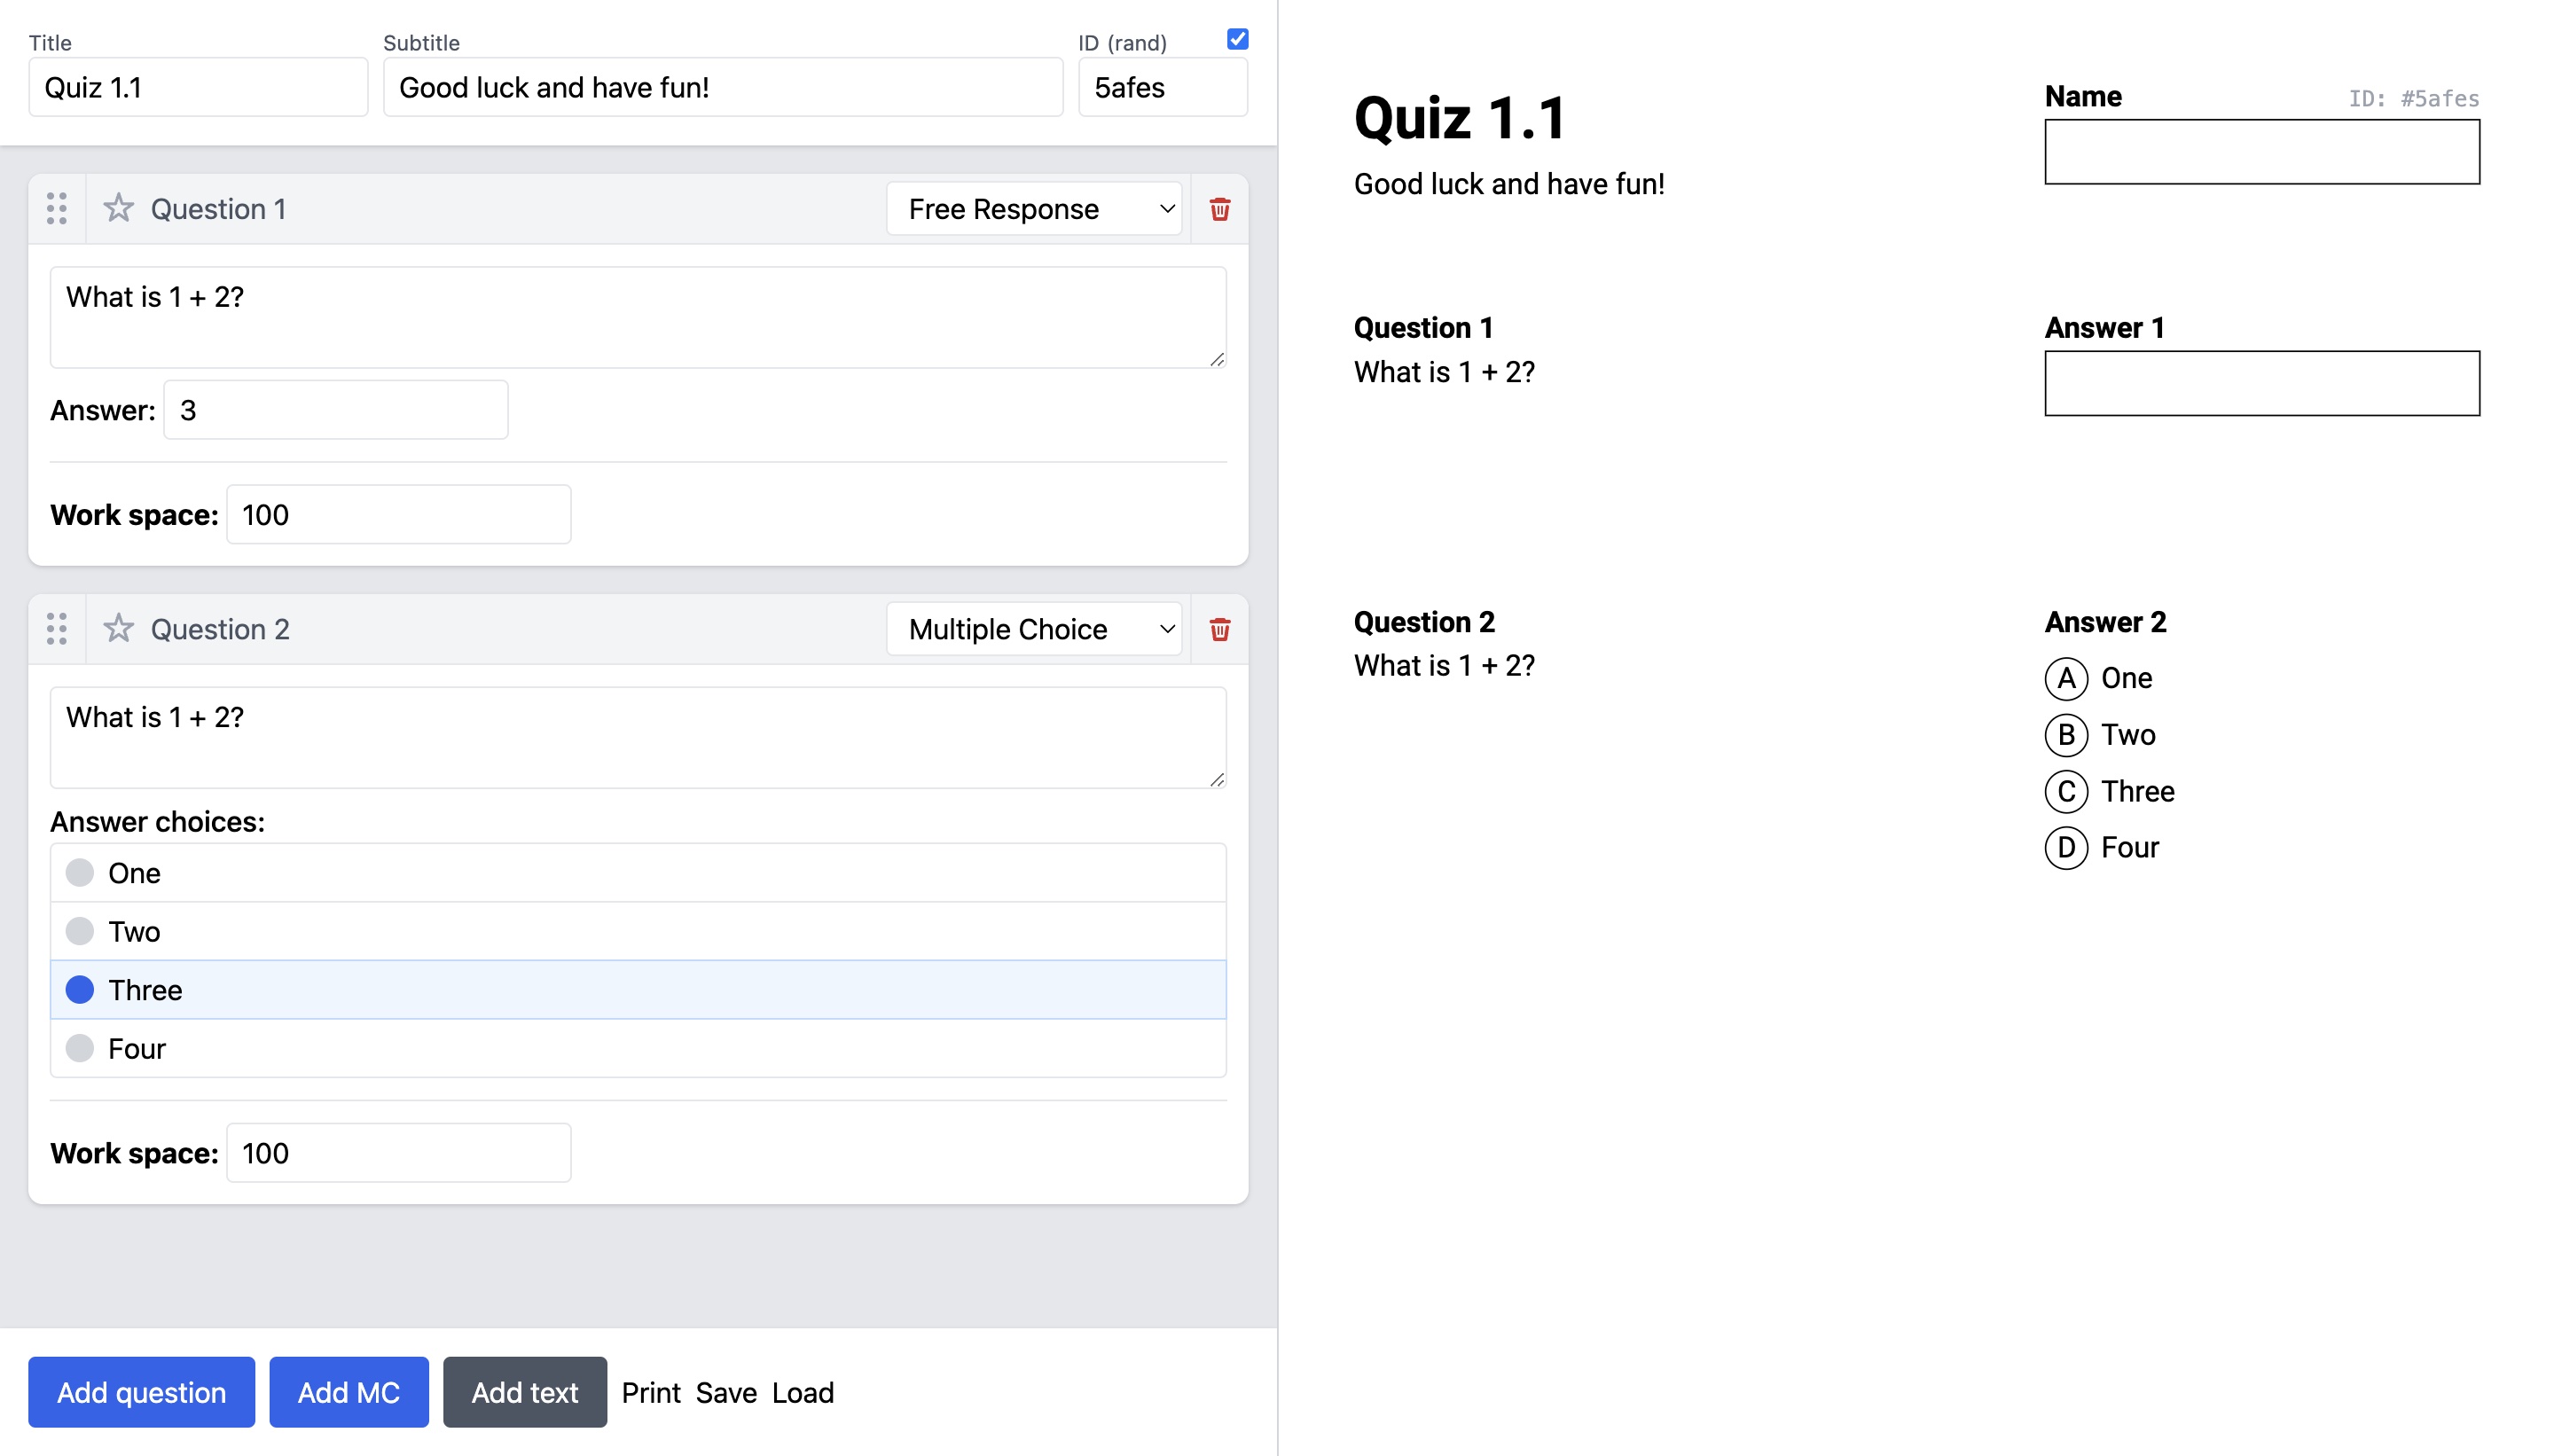 Title
Subtitle
ID (rand)
Quiz 1.1
Good luck and have fun!
5afes
Question 1
Free Response
What is 1 + 2?
Answer: 3
Work space: 100
Question 2
Multiple Choice
What is 1 + 2?
Answer choices:
One
Two
Three
Four
Work space: 100
Add question
Add MC
Add text
Print
Save
Load
Quiz 1.1
Good luck and have fun!
Name
ID: #5afes
Question 1
What is 1 + 2?
Answer 1
Question 2
What is 1 + 2?
Answer 2
A One
B Two
C Three
D Four